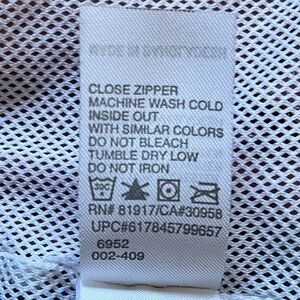 CLOSE ZIPPER
MACHINE WASH COLD
INSIDE OUT
WITH SIMILAR COLORS
DO NOT BLEACH
TUMBLE DRY LOW
DO NOT IRON
30C
RN# 81917/CA#30958
UPC#617845799657
6952
002-409